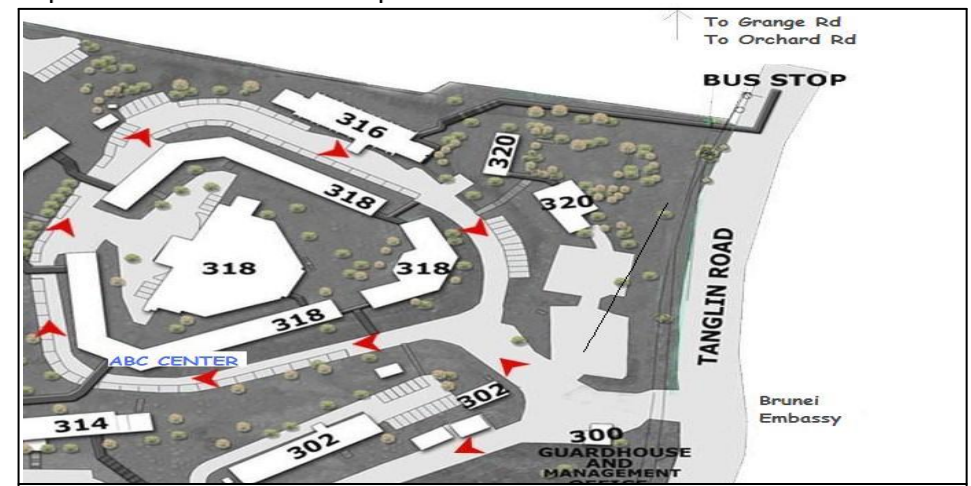 To Grange Rd
To Orchard Rd
BUS STOP
316
320
318
320
318
318
TANGLIN ROAD
318
ABC CENTER
302
Brunei
Embassy
314
302
300
GUARDHOUSE
AND
MANAGEMENT
OFFICE